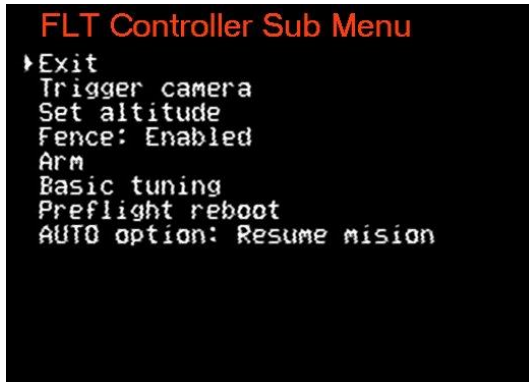 FLT Controller Sub Menu
Exit
Trigger camera
Set altitude
Fence: Enabled
Arm
Basic tuning
Preflight reboot
AUTO option: Resume mision